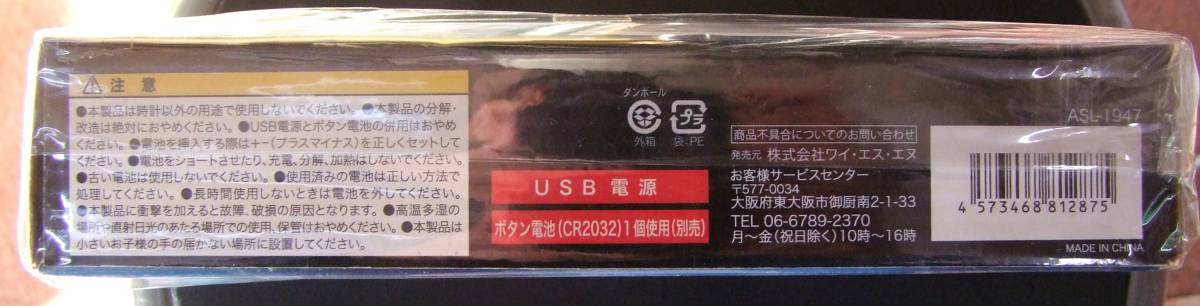 注意
●本製品は時計以外の用途で使用しないでください。●本製品の分解・
改造は絶対におやめください。●USB電源とボタン電池の併用はおやめ
ください。●電池を挿入する際は+-(プラスマイナス)を正しくセットして
ください。●電池をショートさせたり、充電、分解、加熱はしないでください。
●古い電池は使用しないでください。●使用済みの電池は正しい方法で
処理してください。●長時間使用しないときは電池を外してください。
●本製品に衝撃を加えると故障、破損の原因となります。●高温多湿の
場所や直射日光のあたる場所での使用、保管はおやめください。●本製品は
小さいお子様の手の届かない場所に設置してください。
ダンボール
プラ
外箱 袋・PE
USB電源
ボタン電池(CR2032)1個使用(別売)
商品不具合についてのお問い合わせ
発売元 株式会社ワイ・エス・エヌ
お客様サービスセンター
〒577-0034
大阪府東大阪市御厨南2-1-33
TEL 06-6789-2370
月～金(祝日除く)10時～16時
ASL-1947
4 573468 812875
MADE IN CHINA